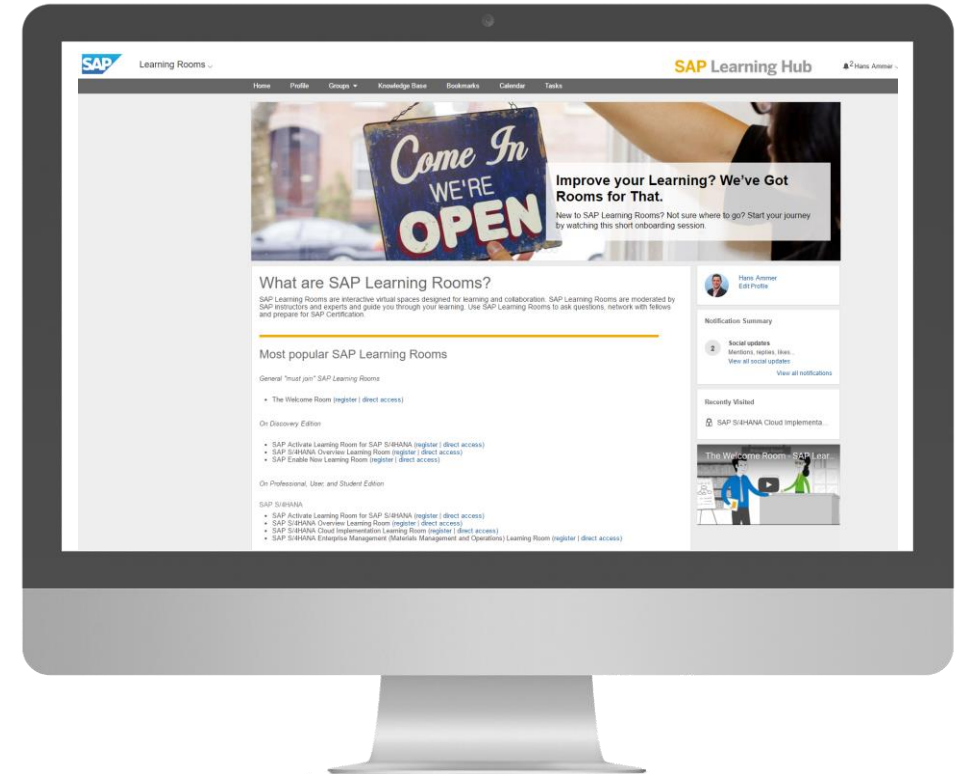 SAP
Learning Rooms
SAP Learning Hub
2 Hans Ammer
Home Profile Groups Knowledge Base Bookmarks Calendar Tasks
Come In
WE'RE
OPEN
Improve your Learning? We've Got
Rooms for That.
New to SAP Learning Rooms? Not sure where to go? Start your journey
by watching this short onboarding session.
What are SAP Learning Rooms?
SAP Learning Rooms are interactive virtual spaces designed for learning and collaboration. SAP Learning Rooms are moderated by
SAP instructors and experts and guide you through your learning. Use SAP Learning Rooms to ask questions, network with fellows
and prepare for SAP Certification.
Most popular SAP Learning Rooms
General "must join" SAP Learning Rooms
• The Welcome Room (register | direct access)
On Discovery Edition
• SAP Activate Learning Room for SAP S/4HANA (register | direct access)
• SAP S/4HANA Overview Learning Room (register | direct access)
• SAP Enable Now Learning Room (register | direct access)
On Professional, User, and Student Edition
SAP S/4HANA
• SAP Activate Learning Room for SAP S/4HANA (register | direct access)
• SAP S/4HANA Overview Learning Room (register | direct access)
• SAP S/4HANA Cloud Implementation Learning Room (register | direct access)
• SAP S/4HANA Enterprise Management (Materials Management and Operations) Learning Room (register | direct access)
Hans Ammer
Edit Profile
Notification Summary
2
Social updates
Mentions, replies, likes...
View all social updates
View all notifications
Recently Visited
SAP S/4HANA Cloud Implementa...
The Welcome Room - SAP Lear...